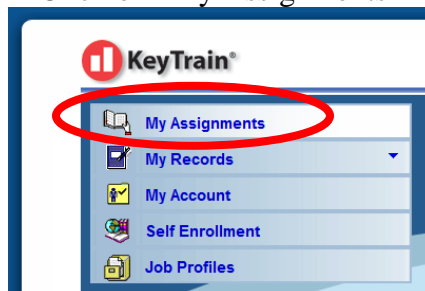 KeyTrain®
My Assignments
My Records
My Account
Self Enrollment
Job Profiles